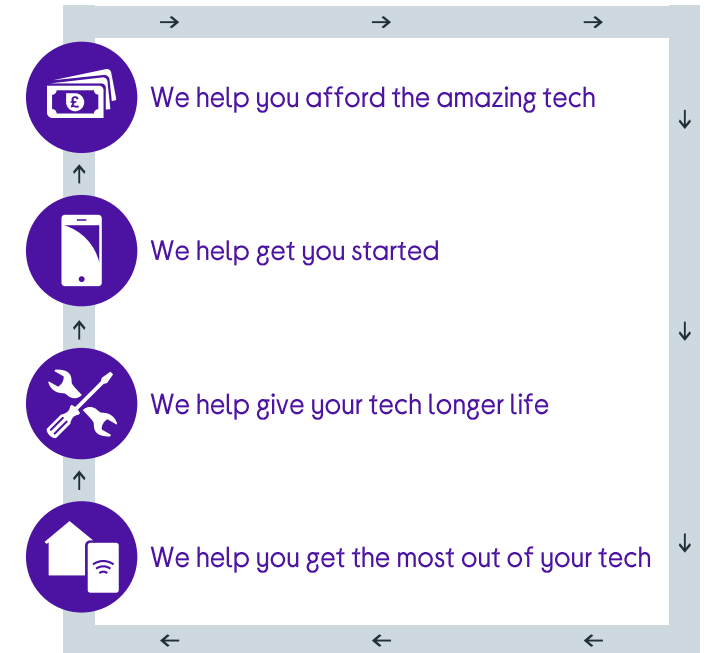 £
We help you afford the amazing tech
We help get you started
We help give your tech longer life
We help you get the most out of your tech